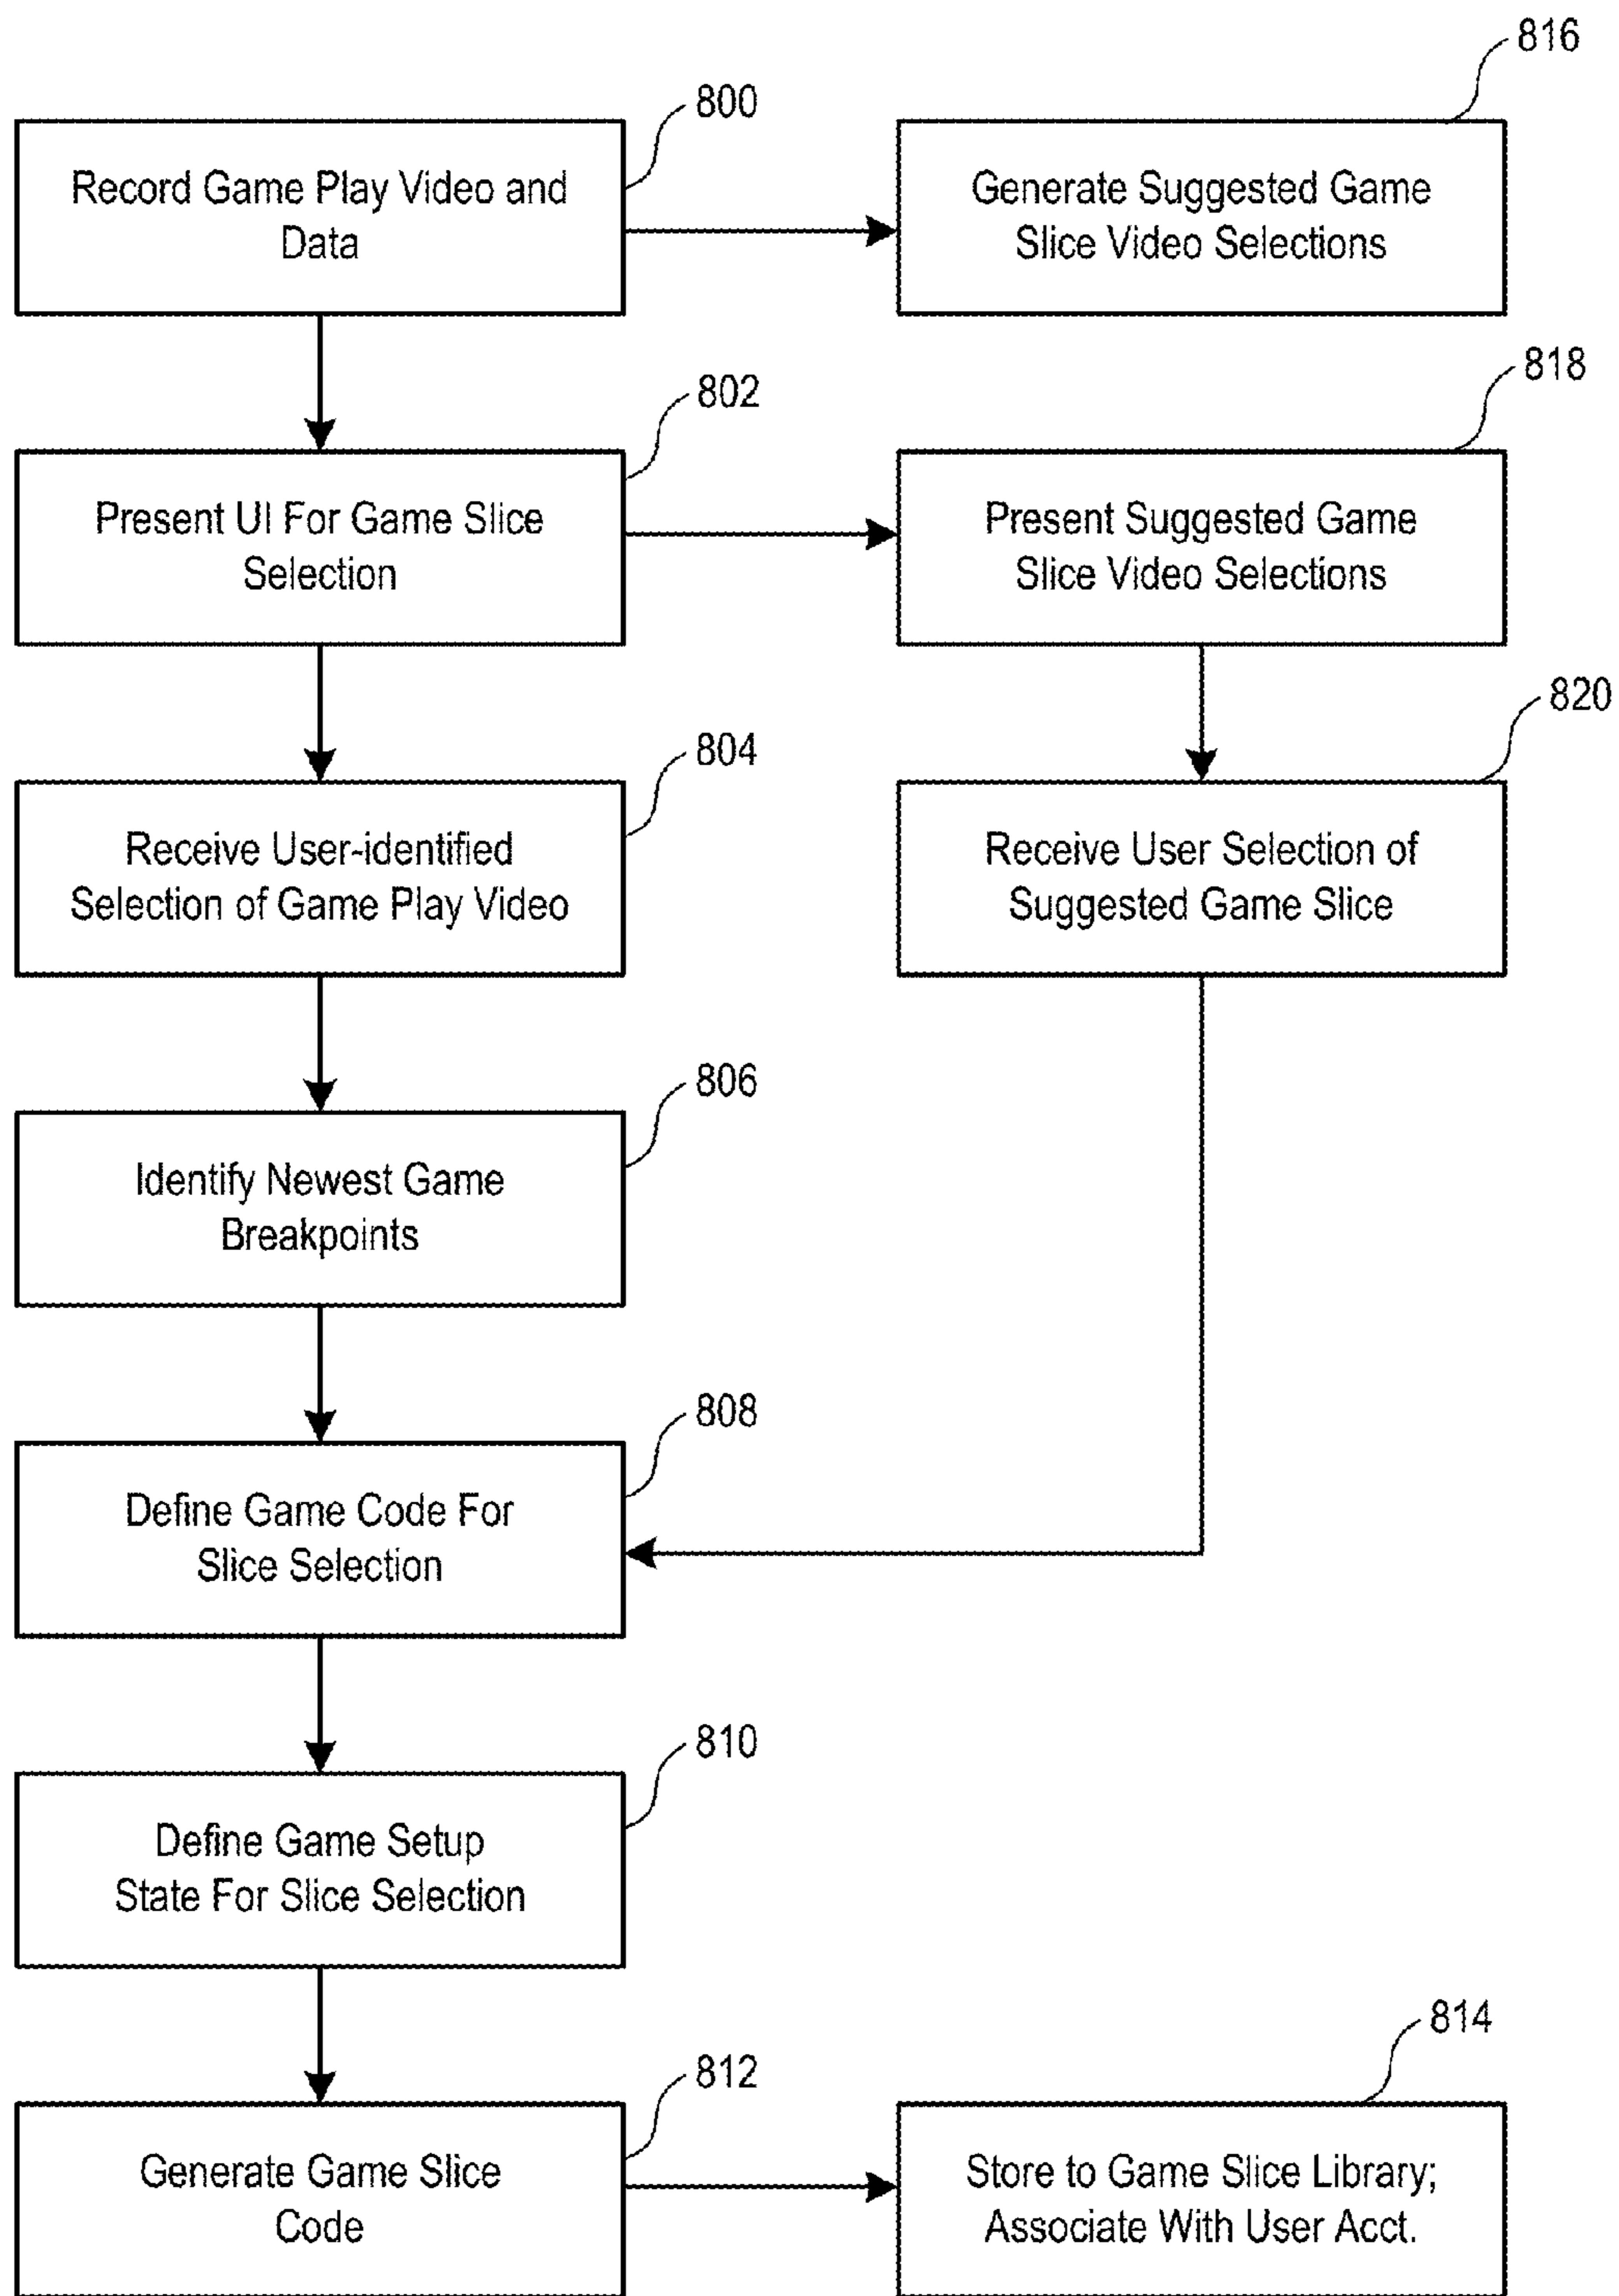 816
800
Record Game Play Video and
Data
Generate Suggested Game
Slice Video Selections
818
802
Present UI For Game Slice
Selection
Present Suggested Game
Slice Video Selections
820
804
Receive User-identified
Selection of Game Play Video
Receive User Selection of
Suggested Game Slice
806
Identify Newest Game
Breakpoints
808
Define Game Code For
Slice Selection
810
Define Game Setup
State For Slice Selection
814
812
Generate Game Slice
Code
Store to Game Slice Library;
Associate With User Acct.